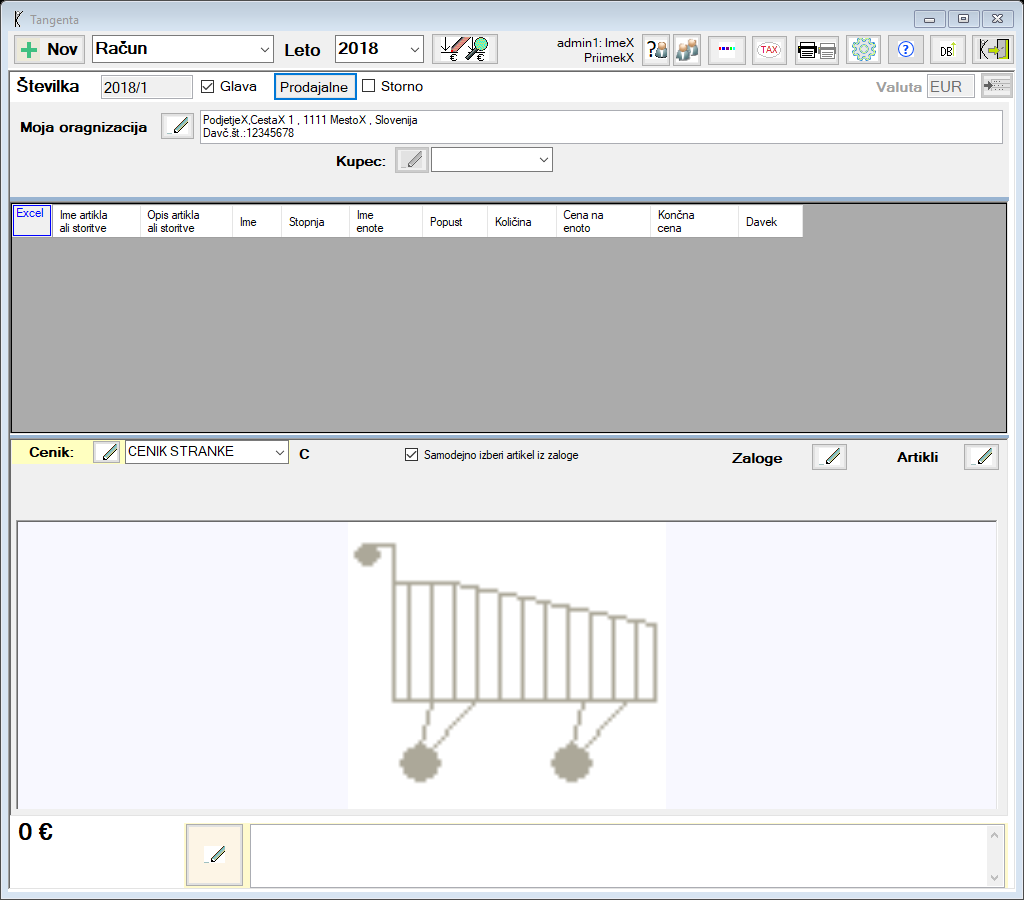 Tangenta
Nov
Račun
Leto
2018
€
€
admin1: ImeX
PriimekX
?
TAX
?
DB
Številka
2018/1
Glava
Prodajalne
Storno
Valuta
EUR
Moja oragnizacija
PodjetjeX,CestaX 1 , 1111 MestoX , Slovenija
Davč.št.:12345678
Kupec:
Excel
Ime artikla
ali storitve
Opis artikla
ali storitve
Ime
Stopnja
Ime
enote
Popust
Količina
Cena na
enoto
Končna
cena
Davek
Cenik:
CENIK STRANKE
C
Samodejno izberi artikel iz zaloge
Zaloge
Artikli
0 €